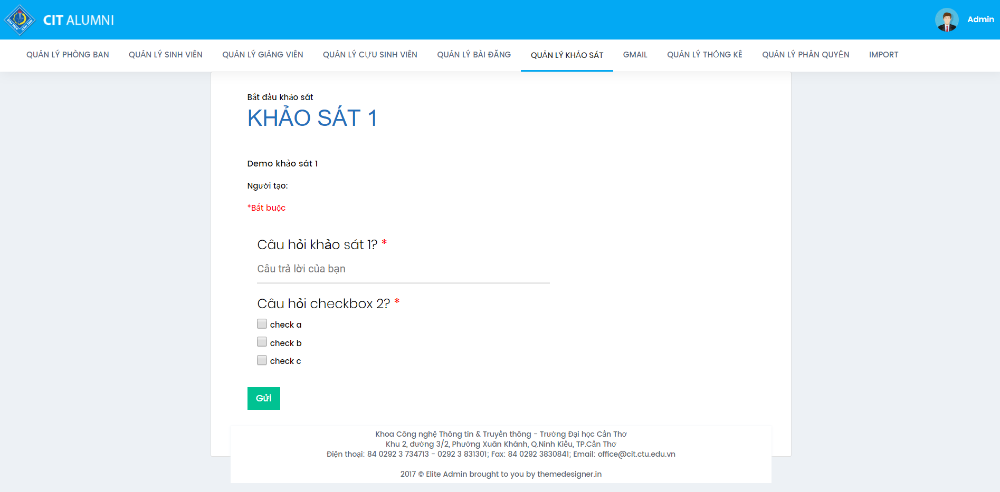 ĐẠI HỌC CẦN THƠ
CIT ALUMNI
Admin
QUẢN LÝ PHÒNG BAN
QUẢN LÝ SINH VIÊN
QUẢN LÝ GIẢNG VIÊN
QUẢN LÝ CỰU SINH VIÊN
QUẢN LÝ BÀI ĐĂNG
QUẢN LÝ KHẢO SÁT
GMAIL
QUẢN LÝ THỐNG KÊ
QUẢN LÝ PHÂN QUYỀN
IMPORT
Bắt đầu khảo sát
KHẢO SÁT 1
Demo khảo sát 1
Người tạo:
*Bắt buộc
Câu hỏi khảo sát 1? *
Câu trả lời của bạn
Câu hỏi checkbox 2? *
check a
check b
check c
Gửi
Khoa Công nghệ Thông tin & Truyền thông - Trường Đại học Cần Thơ
Khu 2, đường 3/2, Phường Xuân Khánh, Q.Ninh Kiều, TP.Cần Thơ
Điện thoại: 84 0292 3 734713 - 0292 3 831301; Fax: 84 0292 3830841; Email: office@cit.ctu.edu.vn
2017 © Elite Admin brought to you by themedesigner.in